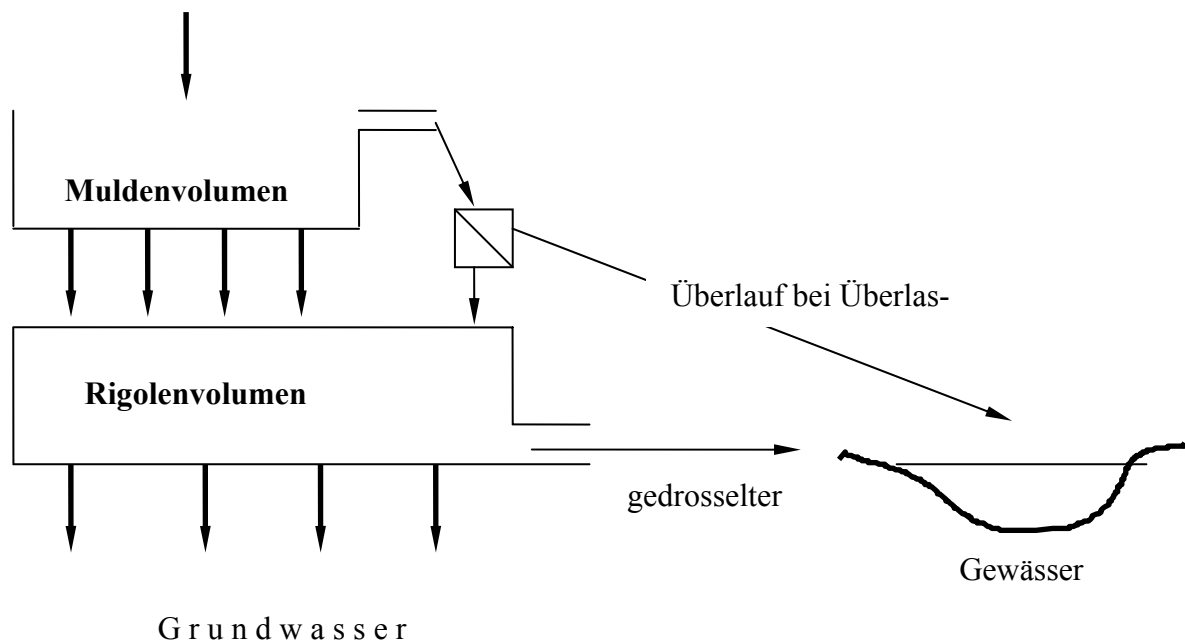 Muldenvolumen
Überlauf bei Überlas-
Rigolenvolumen
gedrosselter
Gewässer
G r u n d w a s s e r